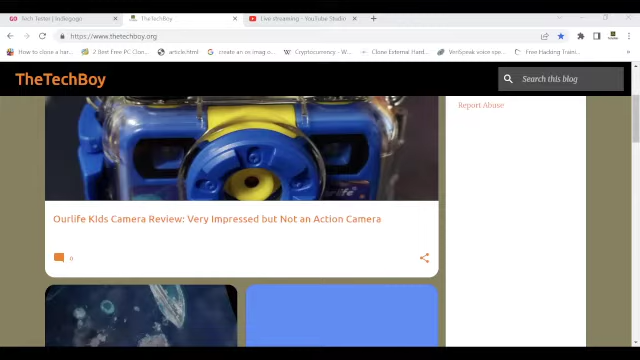 Tech Tenter | Indiegogo
TheTechBoy
Live streaming - YouTube Studio
https://www.thetechboy.org
How to clone a har...
2 Best Free PC Clon...
article.html
create an os imag o
Cryptocurrency - W...
Clone External Hard...
VeriSpeak voice spe...
Free Hacking Traini...
TheTechBoy
Search this blog
Report Abuse
Ourlife KIds Camera Review: Very Impressed but Not an Action Camera
0